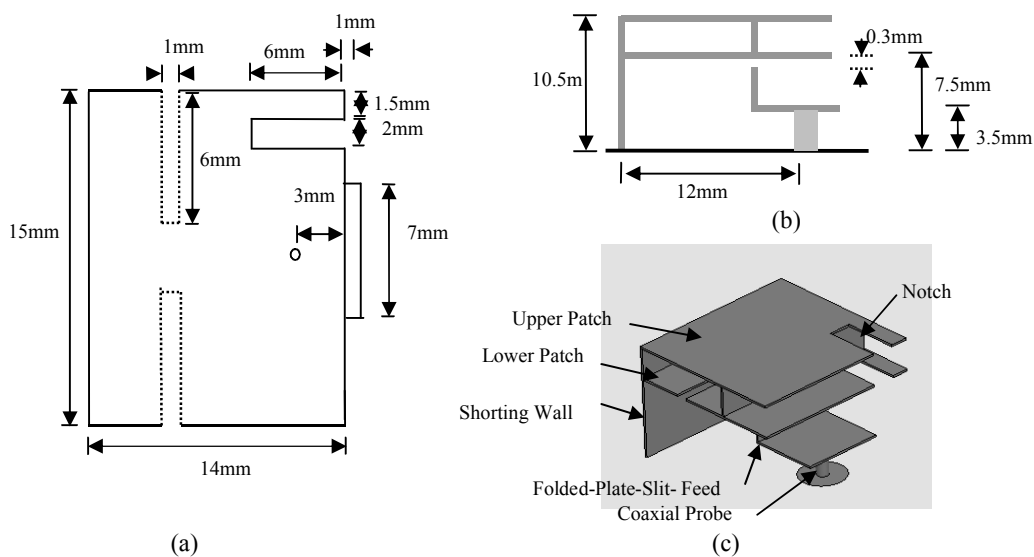 1mm
1mm
6mm
1.5mm
2mm
6mm
3mm
15mm
7mm
14mm
(a)
0.3mm
10.5m
7.5mm
3.5mm
12mm
(b)
Notch
Upper Patch
Lower Patch
Shorting Wall
Folded-Plate-Slit- Feed
Coaxial Probe
(c)